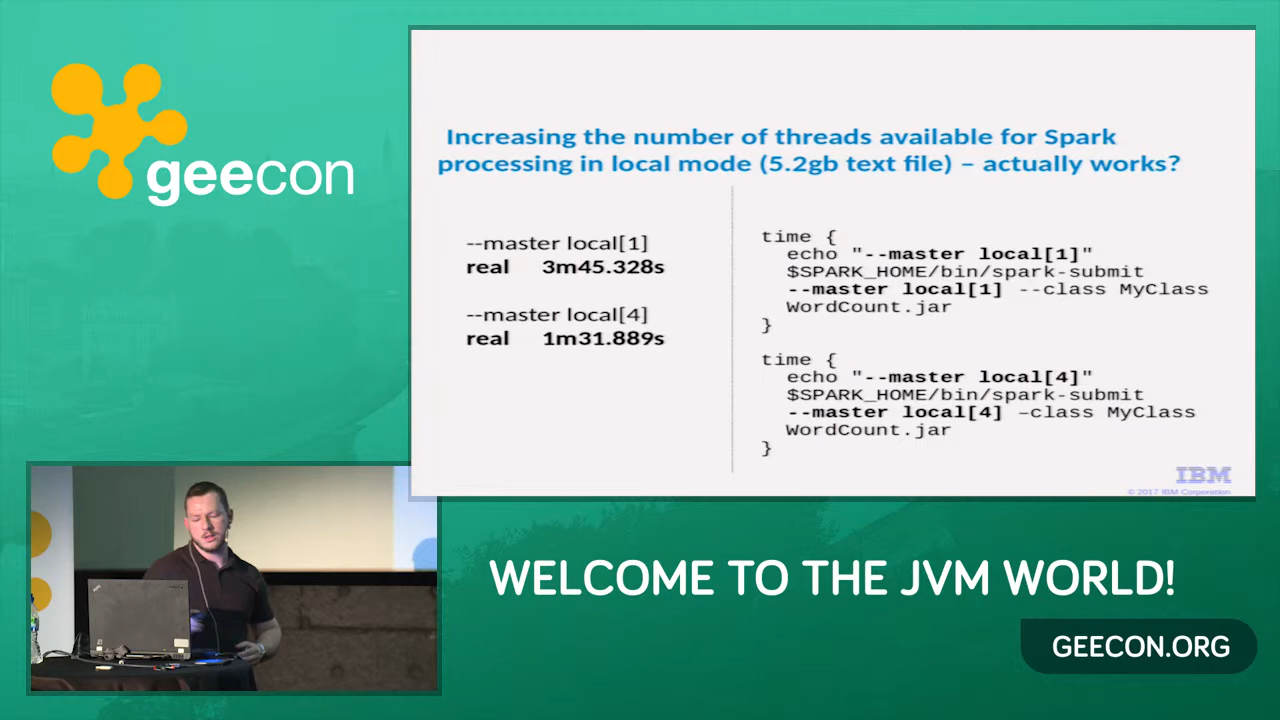 geecon
Increasing the number of threads available for Spark
processing in local mode (5.2gb text file) – actually works?
--master local[1]
real 3m45.328s
--master local[4]
real 1m31.889s
time {
echo "--master local[1]"
$SPARK_HOME/bin/spark-submit
--master local[1] --class MyClass
WordCount.jar
}
time {
echo "--master local[4]"
$SPARK_HOME/bin/spark-submit
--master local[4] –class MyClass
WordCount.jar
}
IBM
© 2017 IBM Corporation
WELCOME TO THE JVM WORLD!
GEECON.ORG